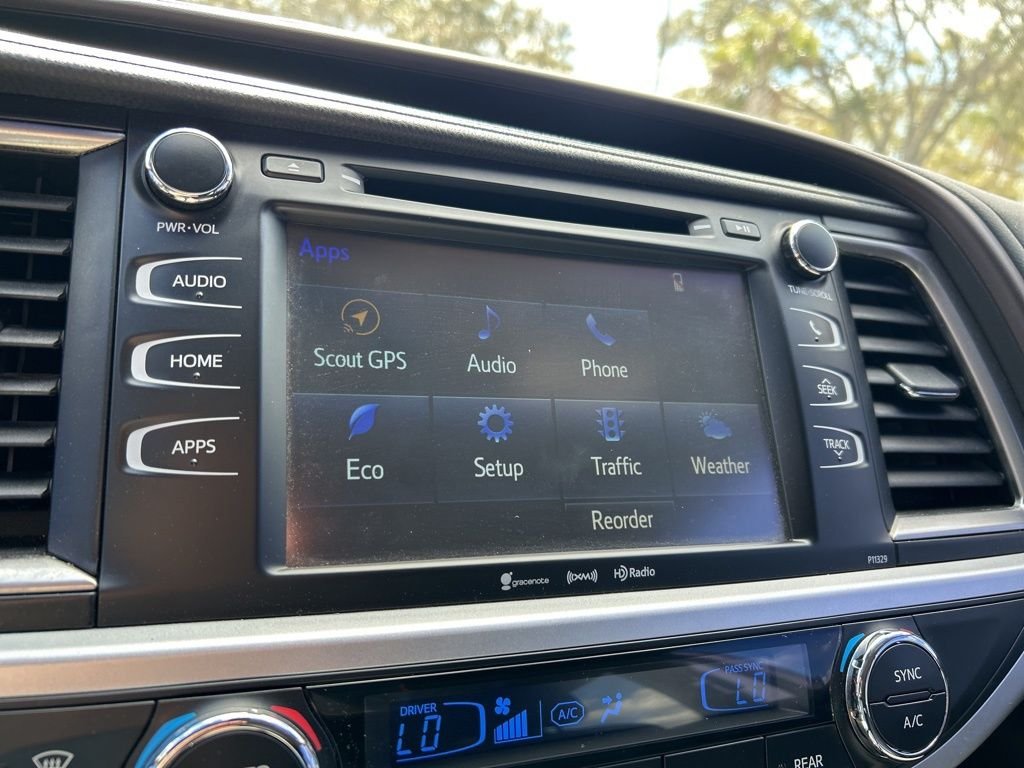 PWR·VOL
AUDIO
HOME
APPS
Apps
Scout GPS
Audio
Phone
Eco
Setup
Traffic
Weather
Reorder
TUNE·SCROLL
SEEK
TRACK
gracenote
((XM))
HD Radio
P11329
DRIVER
LO
A/C
PASS SYNC
LO
SYNC
A/C
REAR